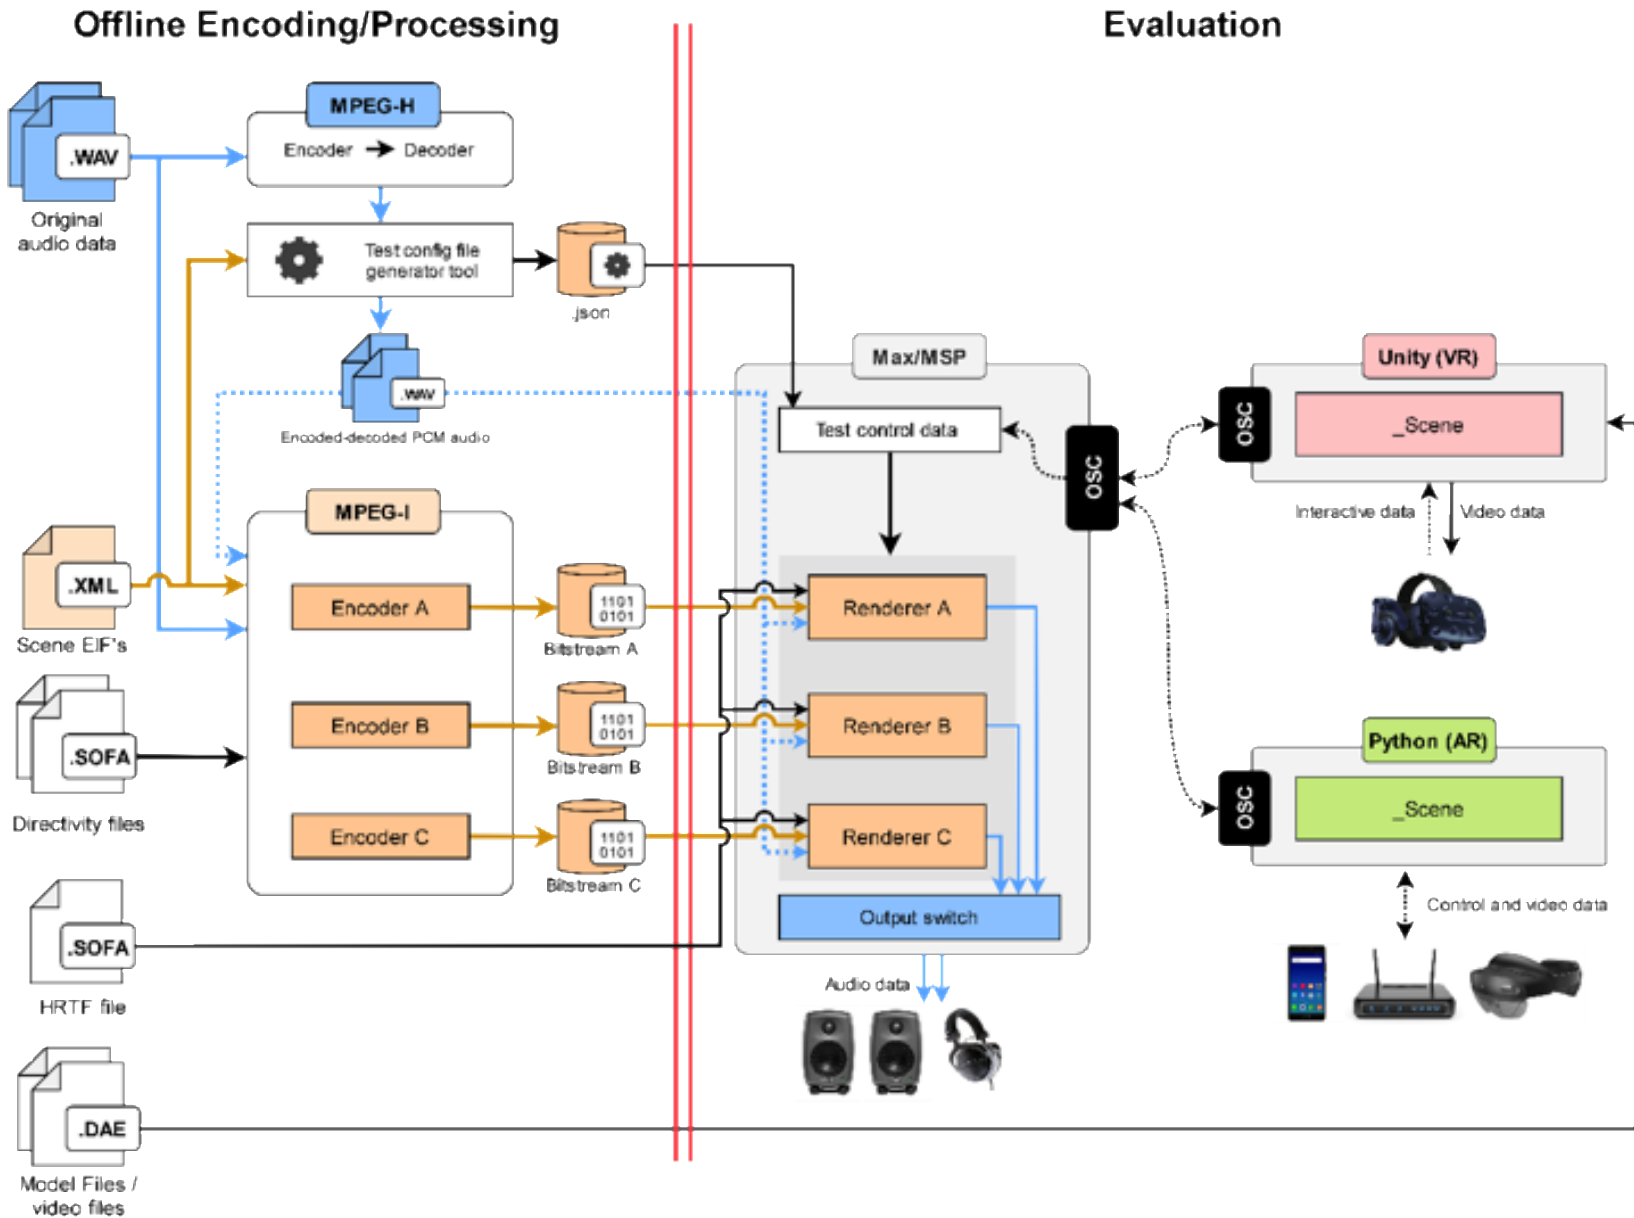 Offline Encoding/Processing
Evaluation
MPEG-H
Encoder
Decoder
.WAV
Original
audio data
Test config file
generator tool
.json
.WAV
Encoded-decoded PCM audio
MPEG-I
.XML
Scene EIF's
Encoder A
1101
0101
Bitstream A
.SOFA
Directivity files
Encoder B
1101
0101
Bitstream B
Encoder C
1101
0101
Bitstream C
.SOFA
HRTF file
.DAE
Model Files /
video files
Max/MSP
Test control data
OSC
Renderer A
Renderer B
Renderer C
Output switch
Audio data
Unity (VR)
OSC
_Scene
Interactive data
Video data
Python (AR)
OSC
_Scene
Control and video data